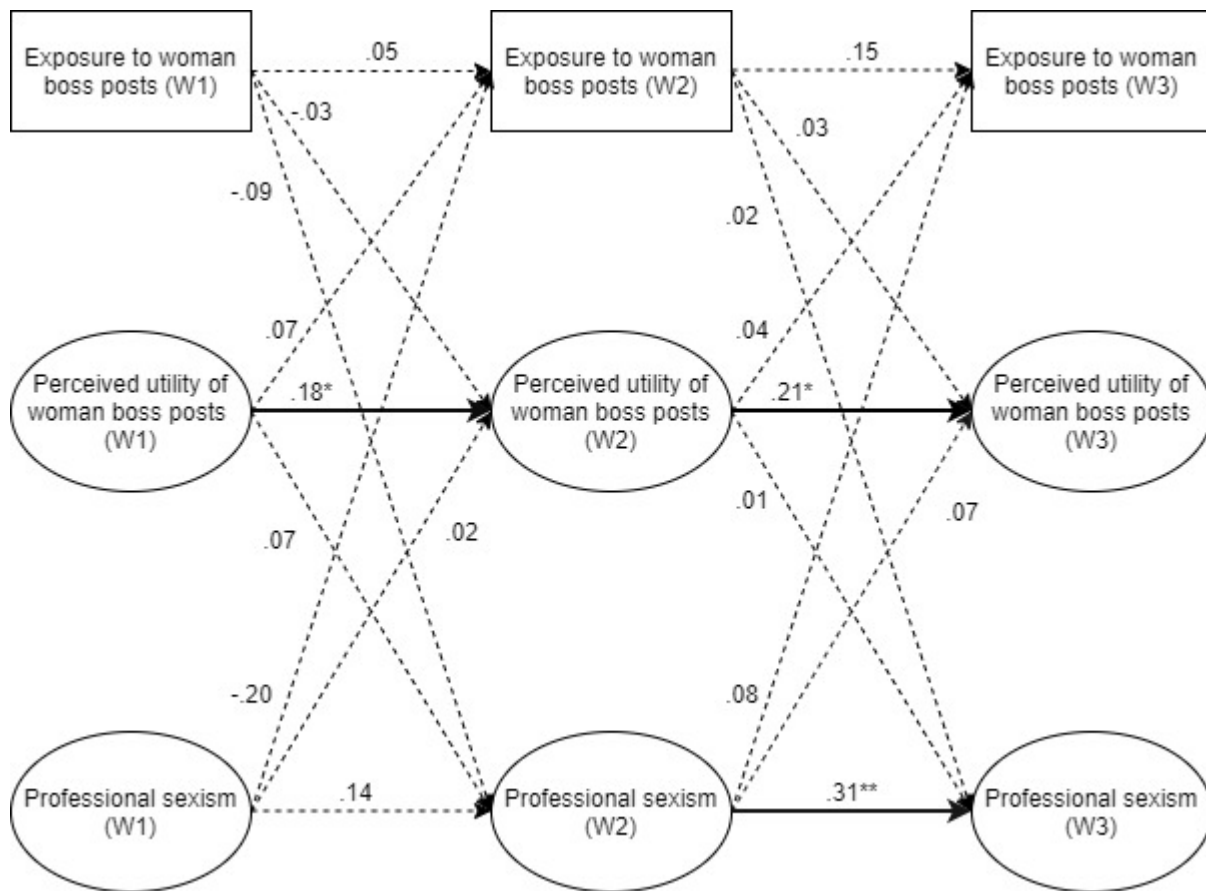 Exposure to woman
boss posts (W1)
.05
Exposure to woman
boss posts (W2)
.15
Exposure to woman
boss posts (W3)
-.03
.03
-.09
.02
.07
.04
Perceived utility of
woman boss posts
(W1)
.18*
Perceived utility of
woman boss posts
(W2)
.21*
Perceived utility of
woman boss posts
(W3)
.07
.02
.01
.07
-.20
.08
Professional sexism
(W1)
.14
Professional sexism
(W2)
.31**
Professional sexism
(W3)